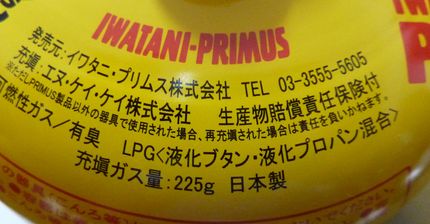 IWATANI-PRIMUS
発売元：イワタニ・プリムス株式会社 TEL 03-3555-5605
充填：エヌ・ケイ・ケイ株式会社 生産物賠償責任保険付
※ただしPRIMUS製品以外の器具で使用された場合、再充填された場合は責任を負いかねます。
可燃性ガス／有臭 LPG<液化ブタン・液化プロパン混合>
充填ガス量：225g 日本製